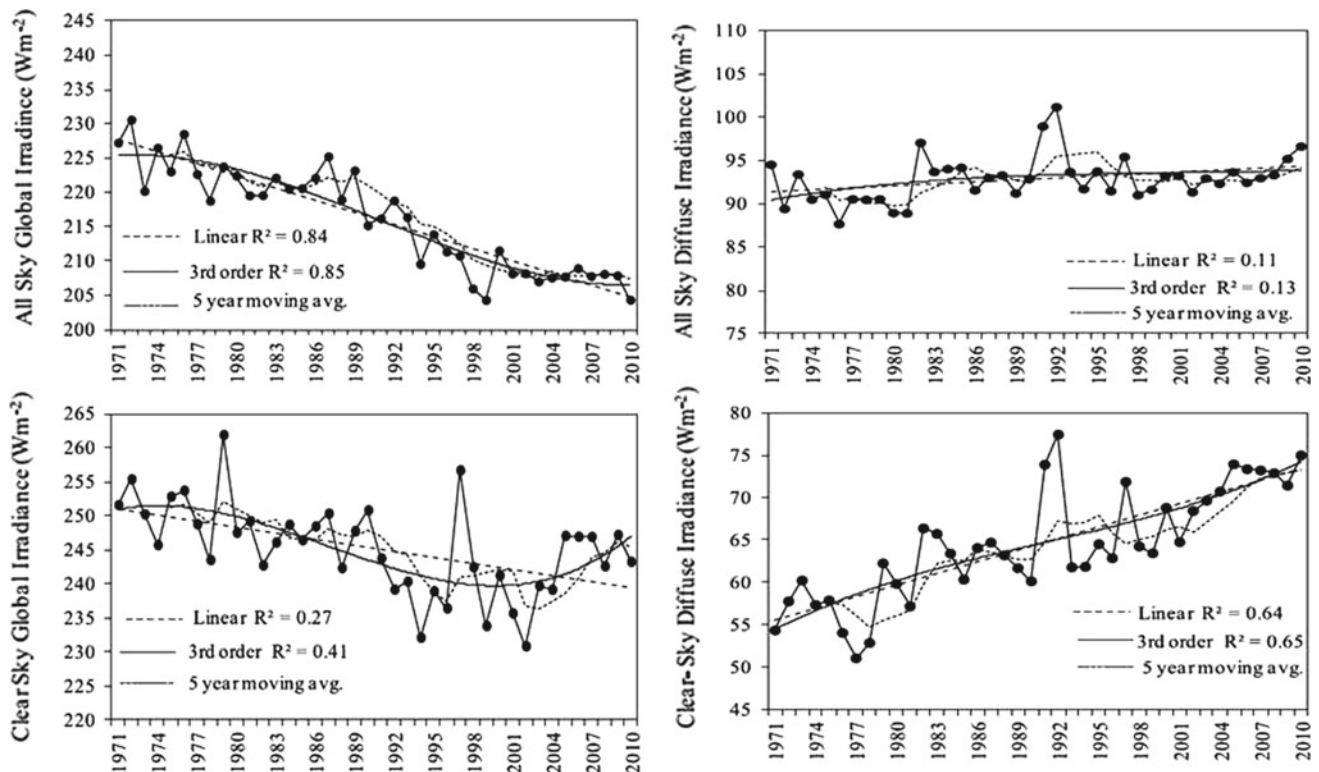 All Sky Global Irradince (Wm-2)
245
240
235
230
225
220
215
210
205
200
Linear R² = 0.84
3rd order R² = 0.85
5 year moving avg.
1971 1974 1977 1980 1983 1986 1989 1992 1995 1998 2001 2004 2007 2010
All Sky Diffuse Irradiance (Wm-2)
110
105
100
95
90
85
80
75
Linear R² = 0.11
3rd order R² = 0.13
5 year moving avg.
1971 1974 1977 1980 1983 1986 1989 1992 1995 1998 2001 2004 2007 2010
Clear Sky Global Irradiance (Wm-2)
265
260
255
250
245
240
235
230
225
220
Linear R² = 0.27
3rd order R² = 0.41
5 year moving avg.
1971 1974 1977 1980 1983 1986 1989 1992 1995 1998 2001 2004 2007 2010
Clear- Sky Diffuse Irradiance (Wm-2)
80
75
70
65
60
55
50
45
Linear R² = 0.64
3rd order R² = 0.65
5 year moving avg.
1971 1974 1977 1980 1983 1986 1989 1992 1995 1998 2001 2004 2007 2010